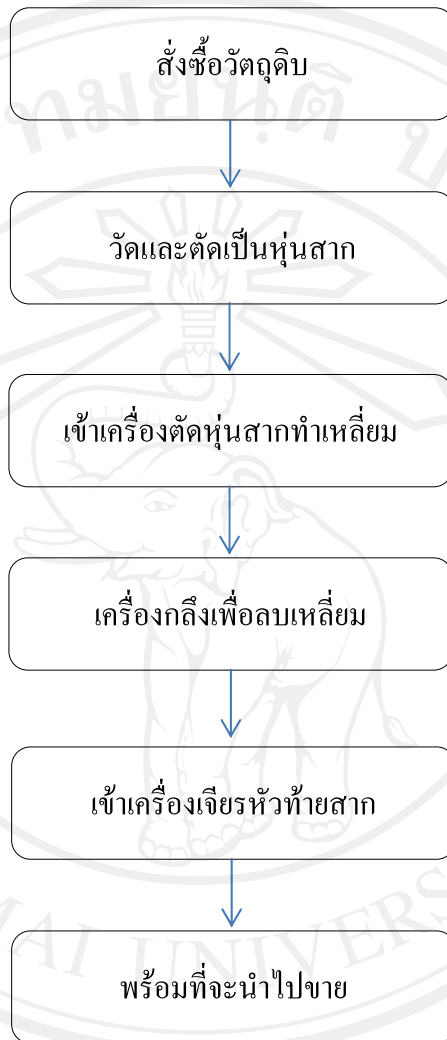 สั่งซื้อวัตถุดิบ
วัดและตัดเป็นหุ่นสาก
เข้าเครื่องตัดหุ่นสากทำเหลี่ยม
เครื่องกลึงเพื่อลบเหลี่ยม
เข้าเครื่องเจียรหัวท้ายสาก
พร้อมที่จะนำไปขาย